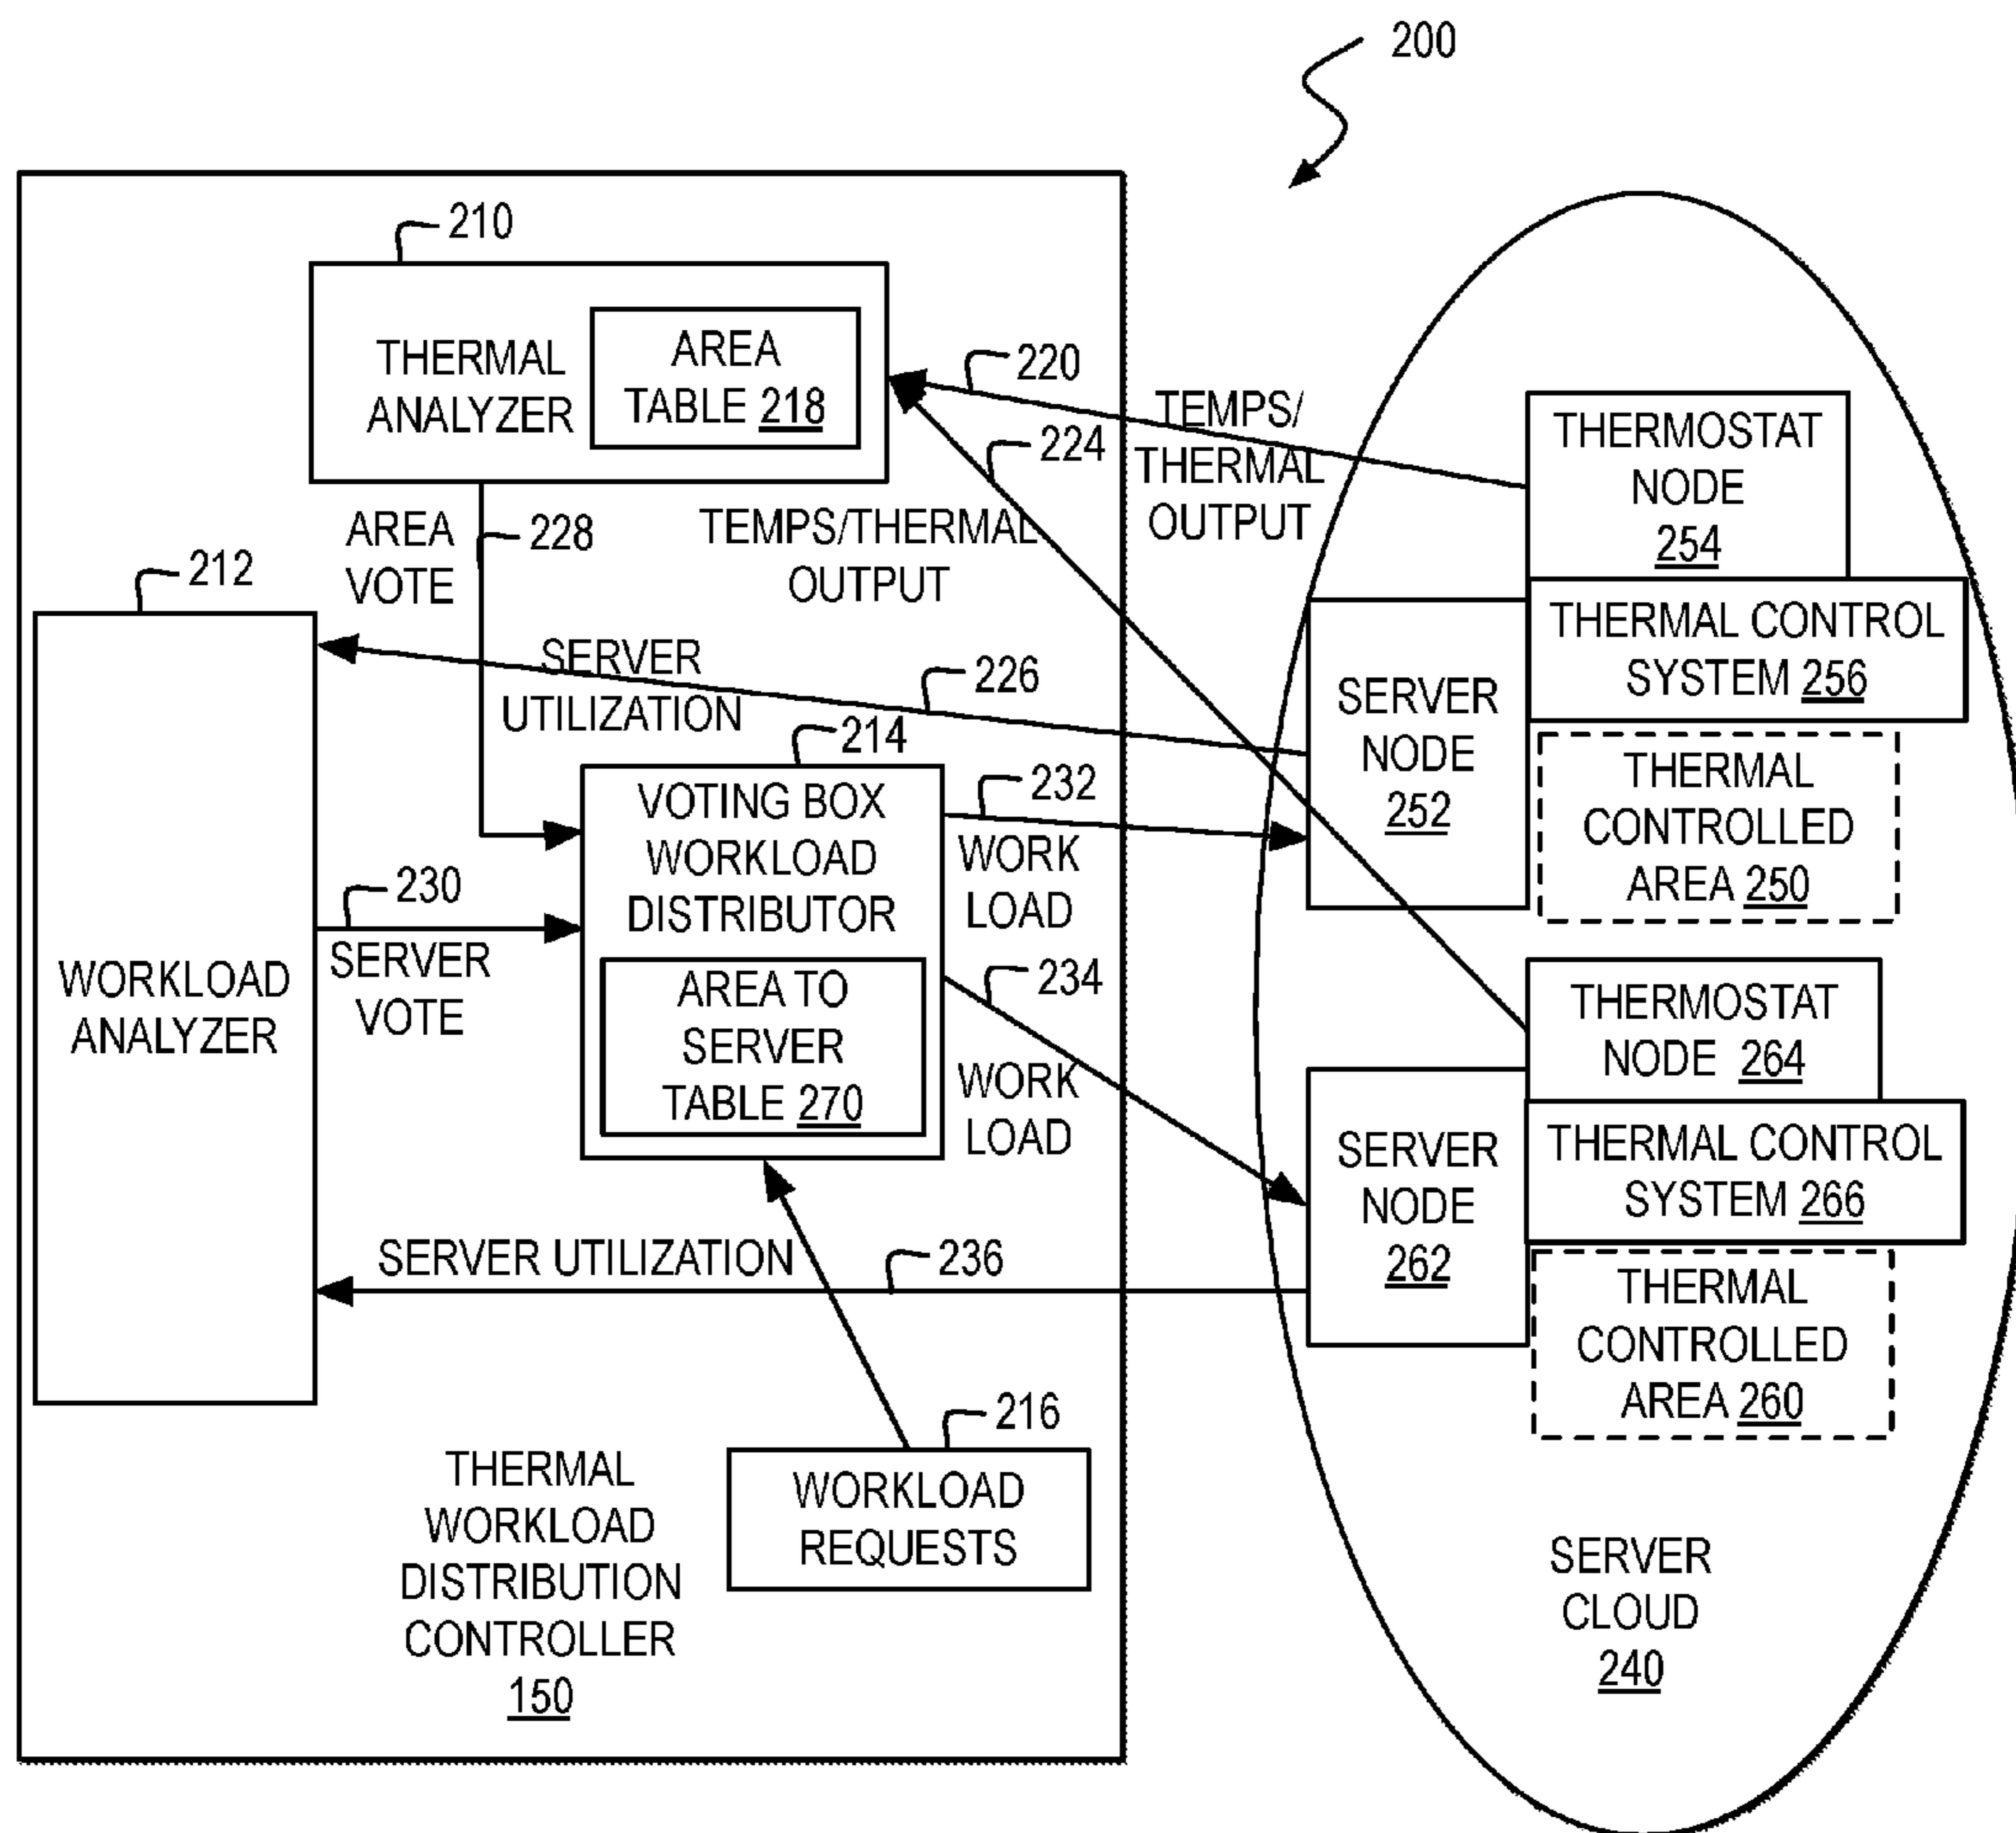 200
210
THERMAL
ANALYZER
AREA
TABLE 218
220
TEMPS/
THERMAL
OUTPUT
224
TEMPS/THERMAL
OUTPUT
AREA
VOTE
228
212
WORKLOAD
ANALYZER
SERVER
UTILIZATION
226
214
VOTING BOX
WORKLOAD
DISTRIBUTOR
AREA TO
SERVER
TABLE 270
230
SERVER
VOTE
232
WORK
LOAD
234
WORK
LOAD
SERVER UTILIZATION
236
216
WORKLOAD
REQUESTS
THERMAL
WORKLOAD
DISTRIBUTION
CONTROLLER
150
THERMOSTAT
NODE
254
THERMAL CONTROL
SYSTEM 256
SERVER
NODE
252
THERMAL
CONTROLLED
AREA 250
THERMOSTAT
NODE 264
THERMAL CONTROL
SYSTEM 266
SERVER
NODE
262
THERMAL
CONTROLLED
AREA 260
SERVER
CLOUD
240